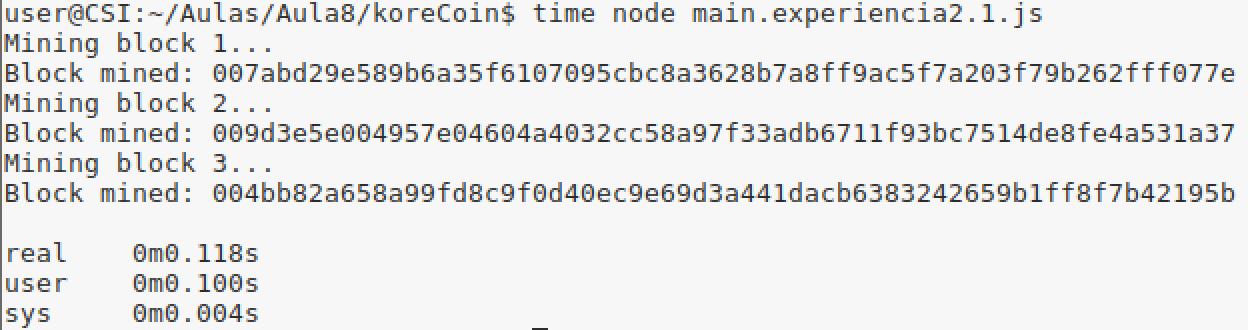 user@CSI:~/Aulas/Aula8/koreCoin$ time node main.experiencia2.1.js
Mining block 1...
Block mined: 007abd29e589b6a35f6107095cbc8a3628b7a8ff9ac5f7a203f79b262fff077e
Mining block 2...
Block mined: 009d3e5e004957e04604a4032cc58a97f33adb6711f93bc7514de8fe4a531a37
Mining block 3...
Block mined: 004bb82a658a99fd8c9f0d40ec9e69d3a441dacb6383242659b1ff8f7b42195b
real    0m0.118s
user    0m0.100s
sys     0m0.004s